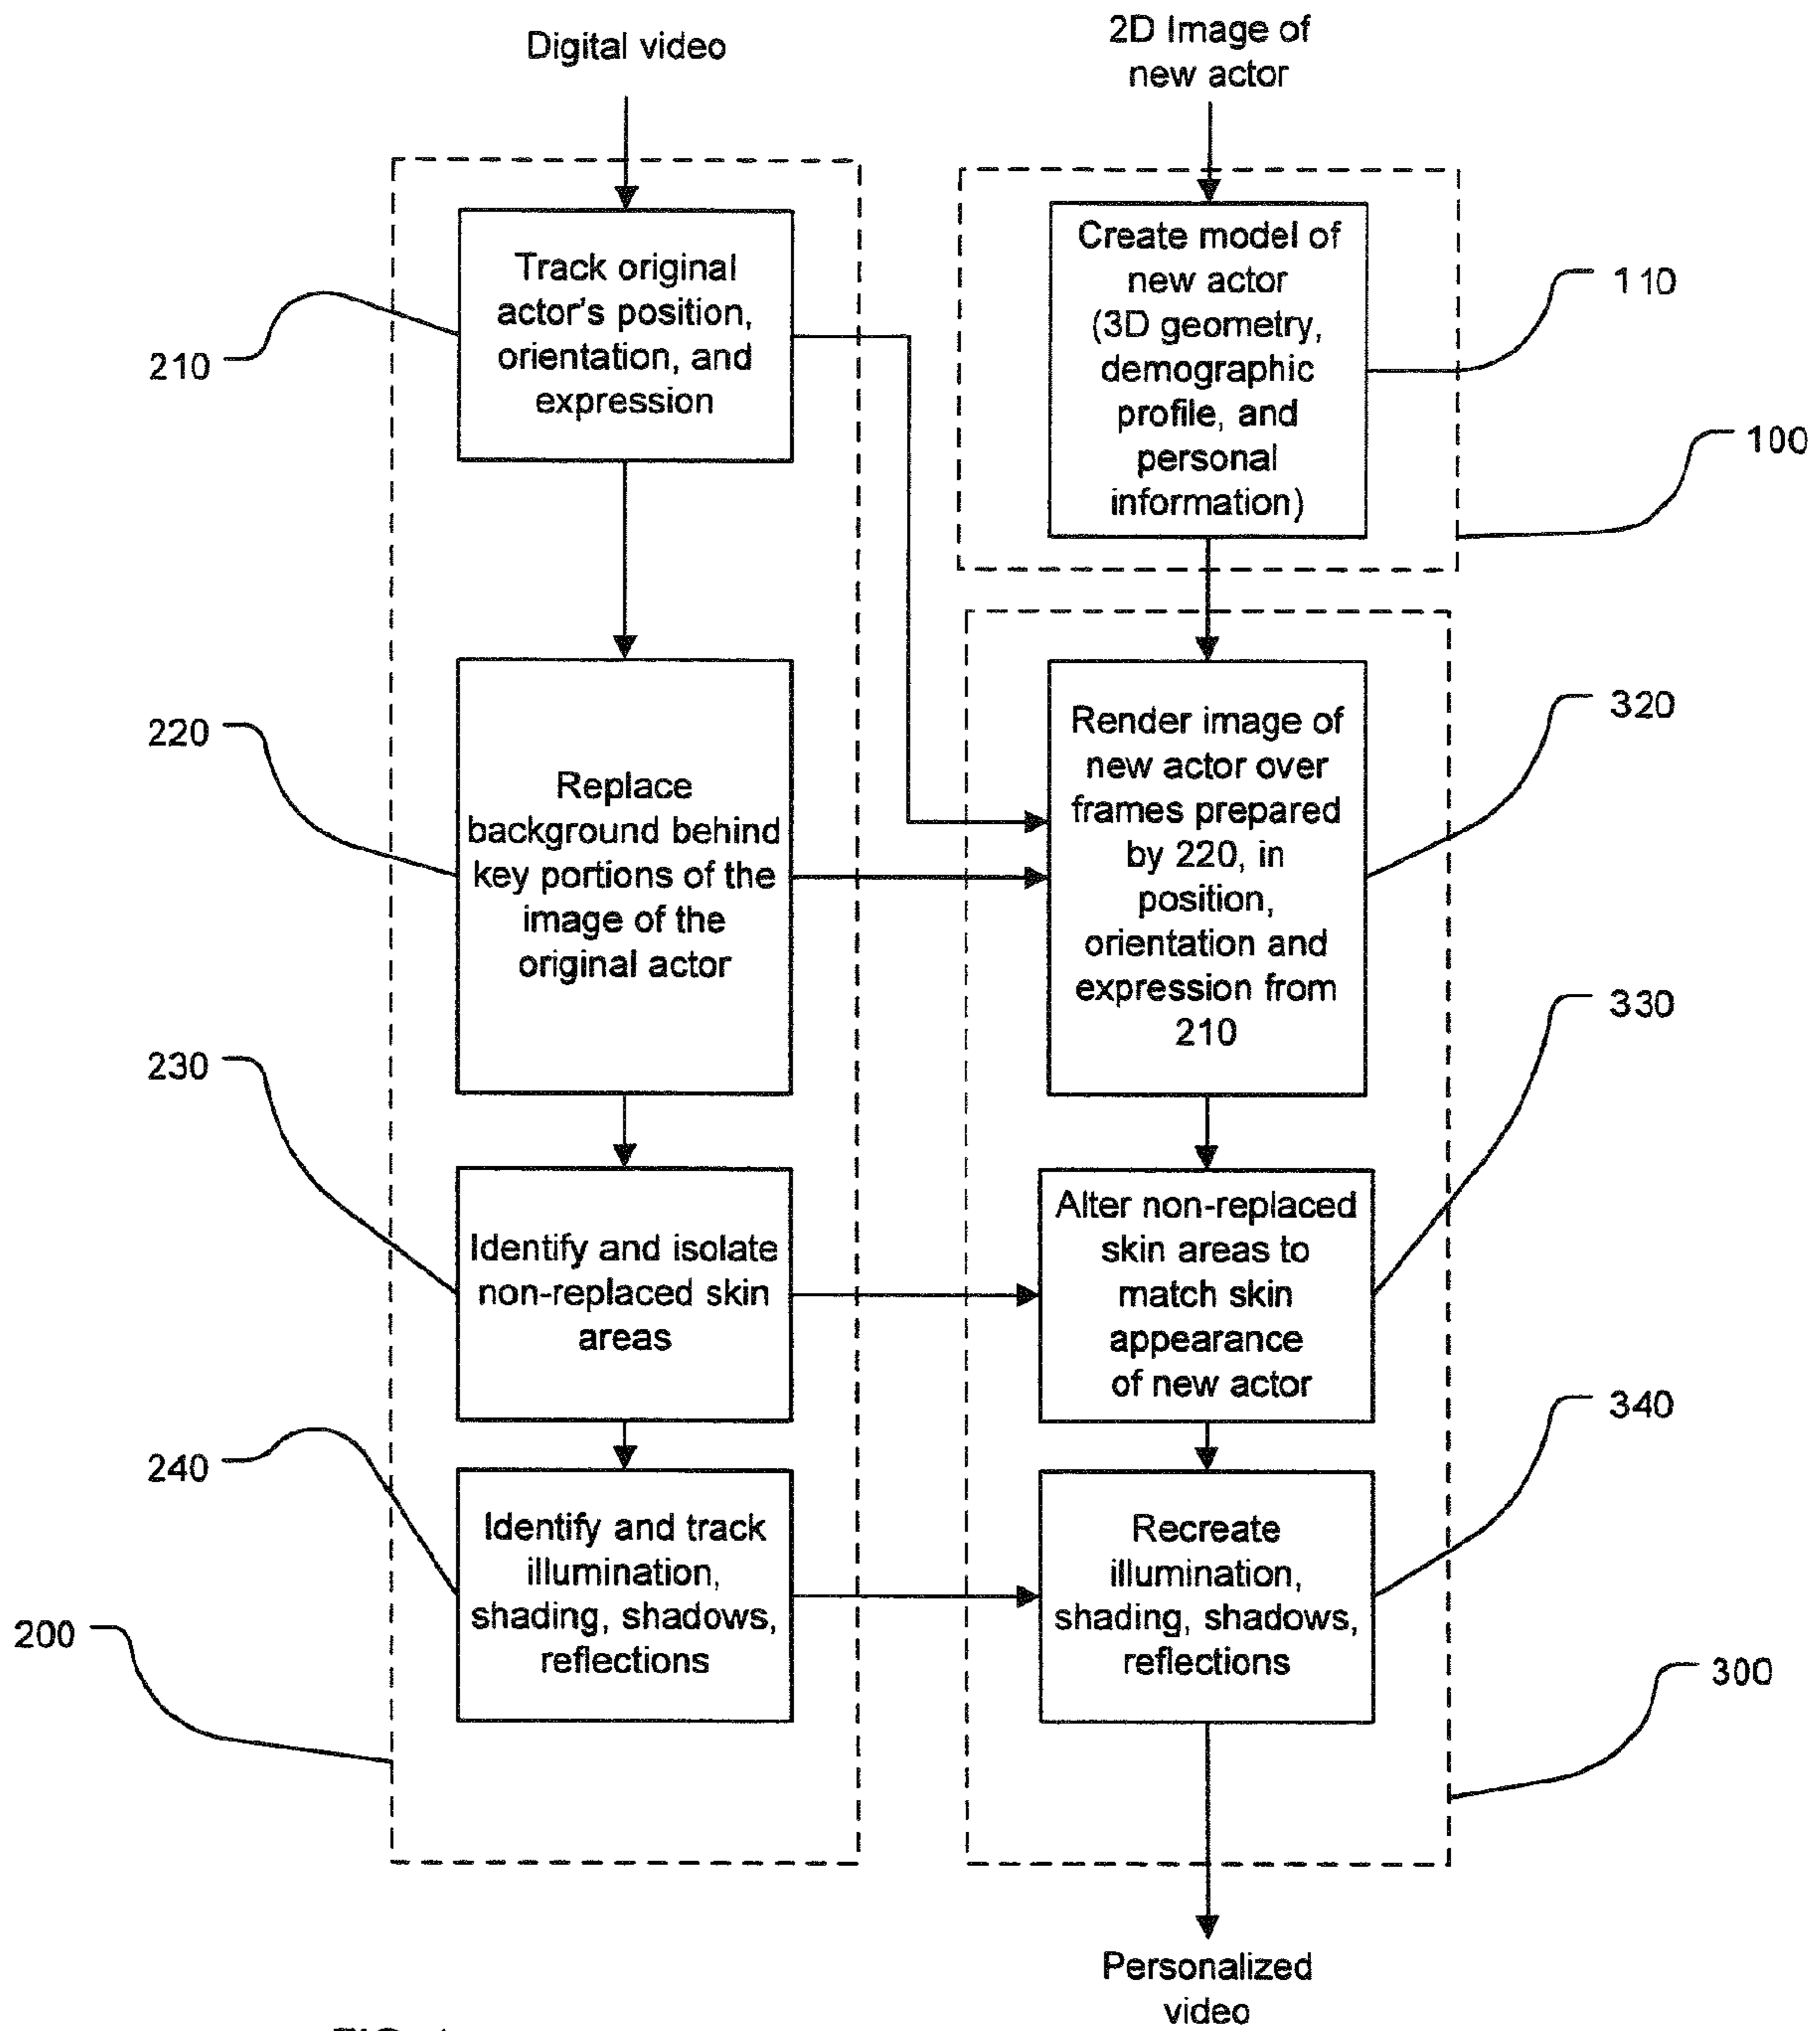 Digital video
2D Image of
new actor
Track original
actor's position,
orientation, and
expression
210
Create model of
new actor
(3D geometry,
demographic
profile, and
personal
information)
110
100
220
Replace
background behind
key portions of the
image of the
original actor
Render image of
new actor over
frames prepared
by 220, in
position,
orientation and
expression from
210
320
230
Identify and isolate
non-replaced skin
areas
Alter non-replaced
skin areas to
match skin
appearance
of new actor
330
240
Identify and track
illumination,
shading, shadows,
reflections
Recreate
illumination,
shading, shadows,
reflections
340
200
300
Personalized
video